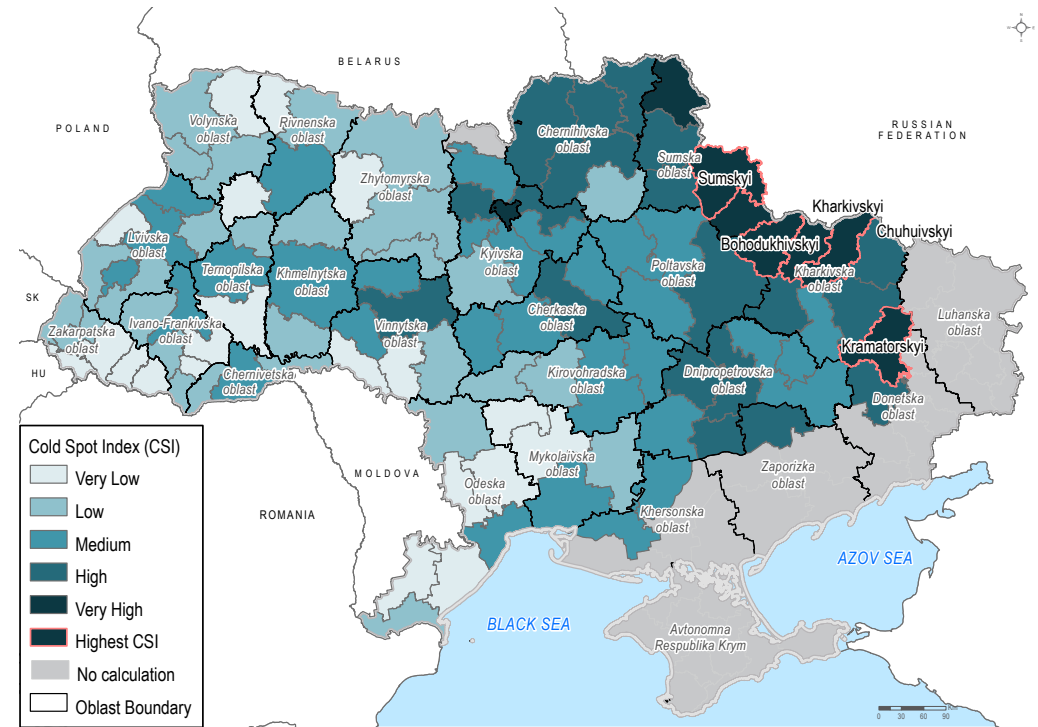 BELARUS
POLAND
RUSSIAN
FEDERATION
Volynska
oblast
Rivnenska
oblast
Chernihivska
oblast
Sumska
oblast
Sumskyi
Zhytomyrska
oblast
Kharkivskyi
Chuhuivskyi
Bohodukhivskyi
Kharkivska
oblast
Lvivska
oblast
Ternopilska
oblast
Khmelnytska
oblast
Kyivska
oblast
Poltavska
oblast
SK
Zakarpatska
oblast
Ivano-Frankivska
oblast
Vinnytska
oblast
Cherkaska
oblast
Luhanska
oblast
Kramatorskyi
HU
Chernivetska
oblast
Kirovohradska
oblast
Dnipropetrovska
oblast
Donetska
oblast
MOLDOVA
Odeska
oblast
Mykolaivska
oblast
Zaporizka
oblast
ROMANIA
Khersonska
oblast
AZOV SEA
BLACK SEA
Avtonomna
Respublika Krym
Cold Spot Index (CSI)
Very Low
Low
Medium
High
Very High
Highest CSI
No calculation
Oblast Boundary
0 30 60 90